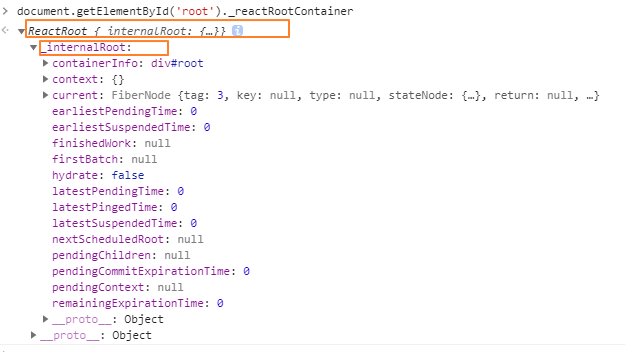 document.getElementById('root')._reactRootContainer
ReactRoot {_internalRoot: {…}} i
_internalRoot:
containerInfo: div#root
context: {}
current: FiberNode {tag: 3, key: null, type: null, stateNode: {…}, return: null, …}
earliestPendingTime: 0
earliestSuspendedTime: 0
finishedWork: null
firstBatch: null
hydrate: false
latestPendingTime: 0
latestPingedTime: 0
latestSuspendedTime: 0
nextScheduledRoot: null
pendingChildren: null
pendingCommitExpirationTime: 0
pendingContext: null
remainingExpirationTime: 0
__proto__: Object
__proto__: Object